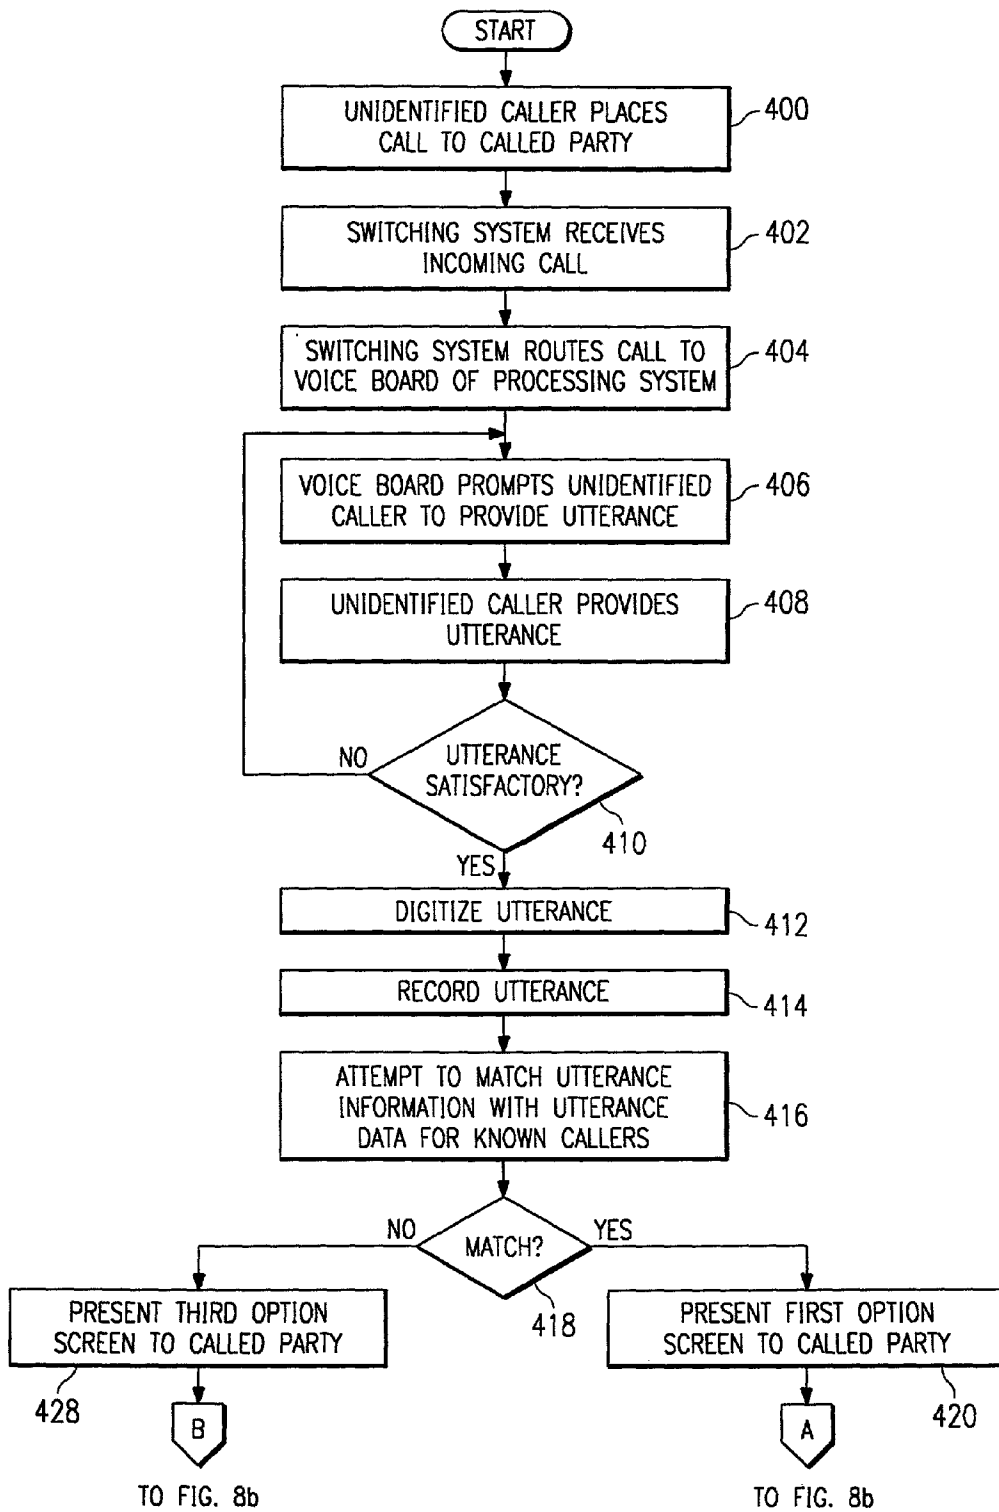 START
UNIDENTIFIED CALLER PLACES
CALL TO CALLED PARTY
400
SWITCHING SYSTEM RECEIVES
INCOMING CALL
402
SWITCHING SYSTEM ROUTES CALL TO
VOICE BOARD OF PROCESSING SYSTEM
404
VOICE BOARD PROMPTS UNIDENTIFIED
CALLER TO PROVIDE UTTERANCE
406
UNIDENTIFIED CALLER PROVIDES
UTTERANCE
408
NO
UTTERANCE
SATISFACTORY?
410
YES
DIGITIZE UTTERANCE
412
RECORD UTTERANCE
414
ATTEMPT TO MATCH UTTERANCE
INFORMATION WITH UTTERANCE
DATA FOR KNOWN CALLERS
416
NO
MATCH?
YES
418
PRESENT THIRD OPTION
SCREEN TO CALLED PARTY
428
PRESENT FIRST OPTION
SCREEN TO CALLED PARTY
420
B
A
TO FIG. 8b
TO FIG. 8b